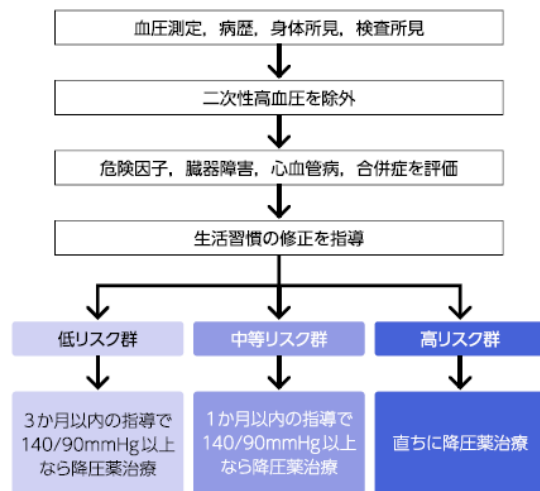 血圧測定，病歴，身体所見，検査所見
二次性高血圧を除外
危険因子，臓器障害，心血管病，合併症を評価
生活習慣の修正を指導
低リスク群
中等リスク群
高リスク群
3か月以内の指導で
140/90mmHg以上
なら降圧薬治療
1か月以内の指導で
140/90mmHg以上
なら降圧薬治療
直ちに降圧薬治療